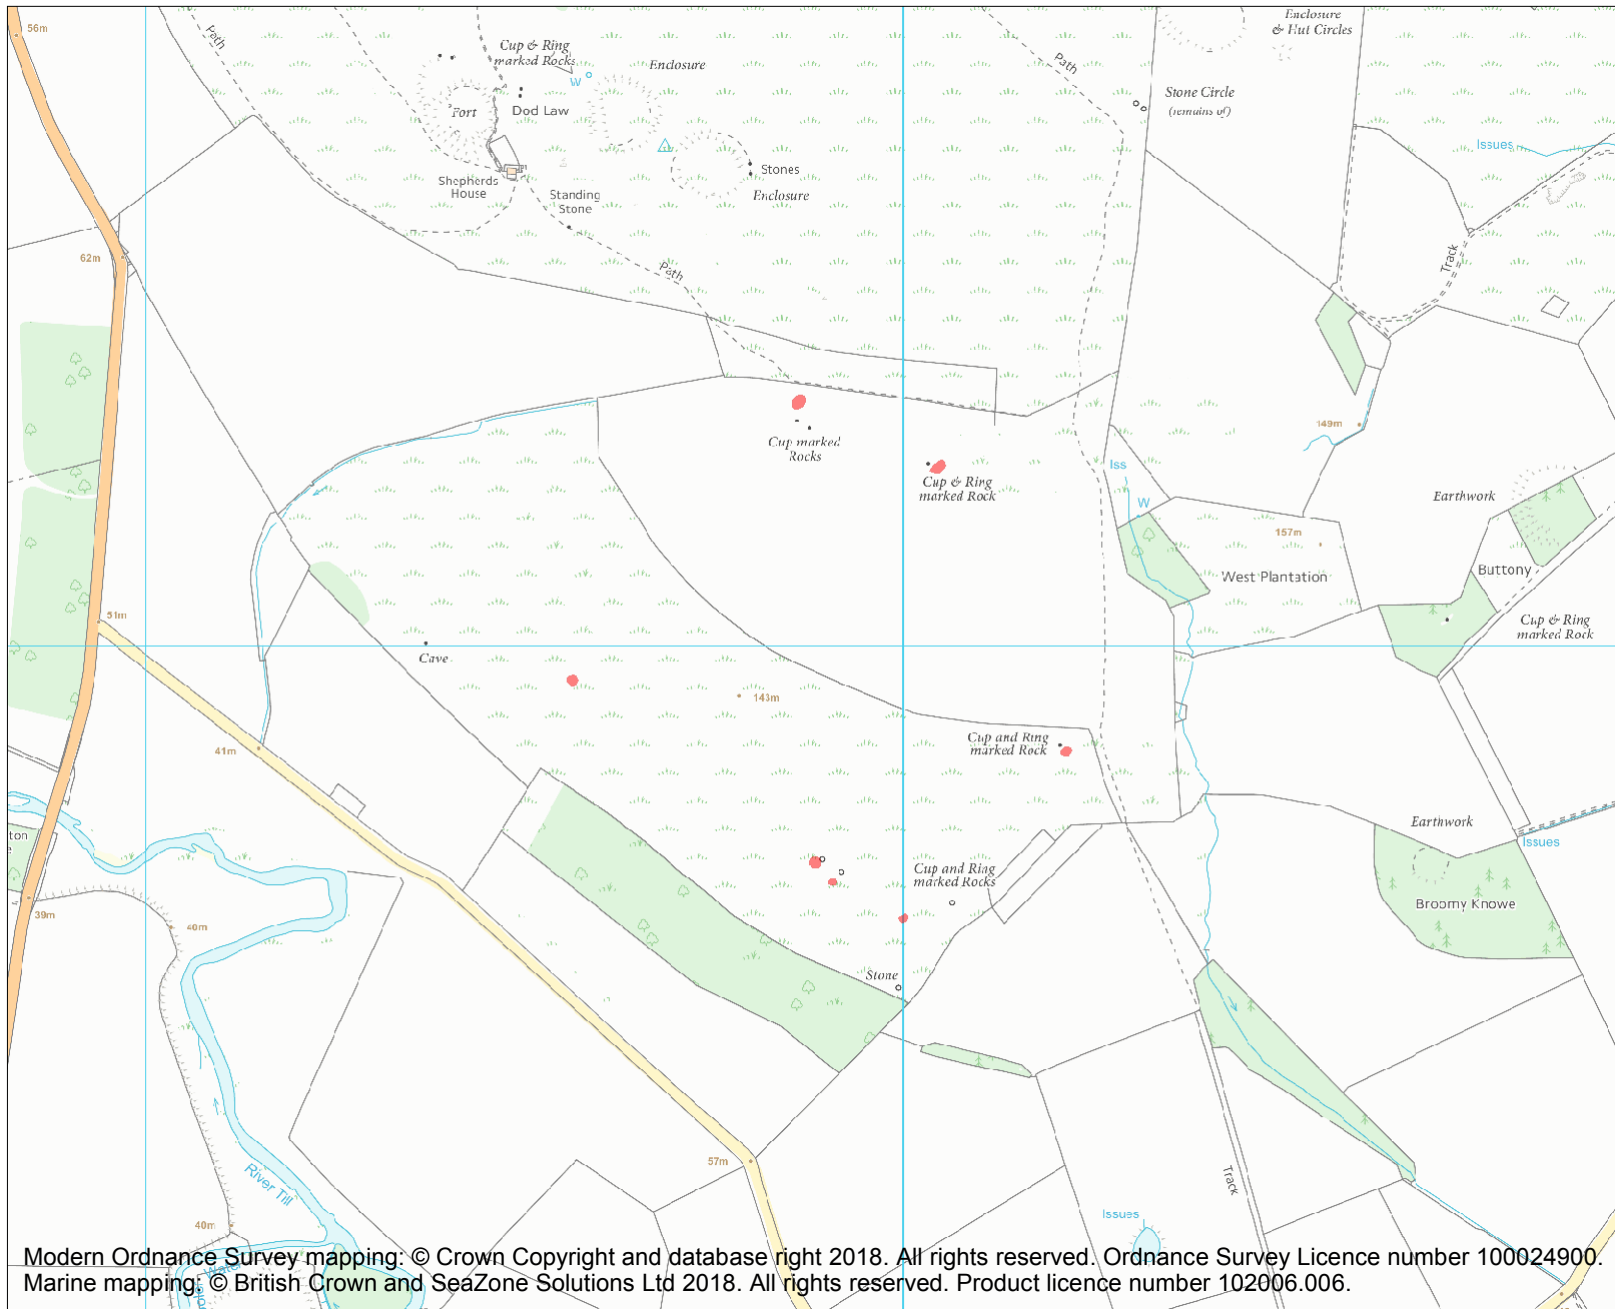 56m
Path
Cup & Ring
marked Rocks
Enclosure
W
Fort
Dod Law
Shepherds
House
Standing
Stone
Stones
Enclosure
Path
Path
Enclosure
& Hut Circles
Stone Circle
(remains of)
Issues
Track
62m
Cup marked
Rocks
Cup & Ring
marked Rock
Iss
W
149m
157m
West Plantation
Earthwork
Buttony
Cup & Ring
marked Rock
51m
Cave
143m
41m
Cup and Ring
marked Rock
Earthwork
Issues
Broomy Knowe
ton
e
39m
40m
Cup and Ring
marked Rocks
Stone
57m
River Till
40m
Track
Issues
Water
Modern Ordnance Survey mapping: © Crown Copyright and database right 2018. All rights reserved. Ordnance Survey Licence number 100024900.
Marine mapping: © British Crown and SeaZone Solutions Ltd 2018. All rights reserved. Product licence number 102006.006.